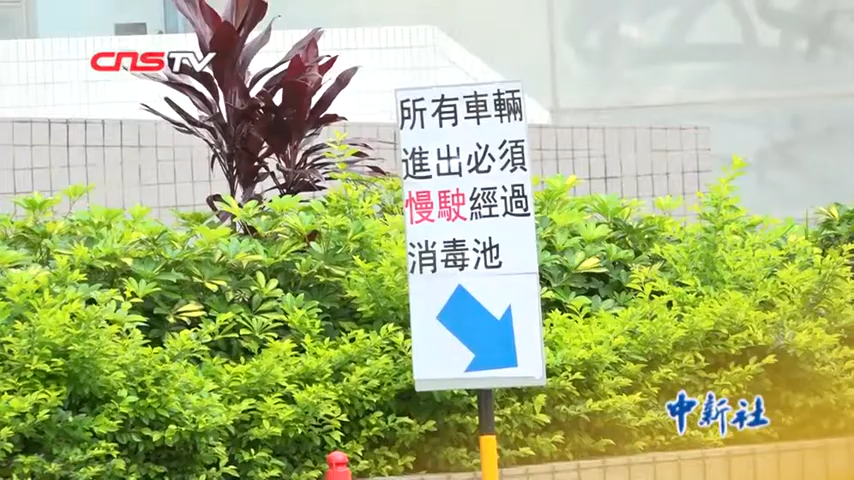 CNSTV
所有車輛
進出必須
慢駛經過
消毒池
中新社